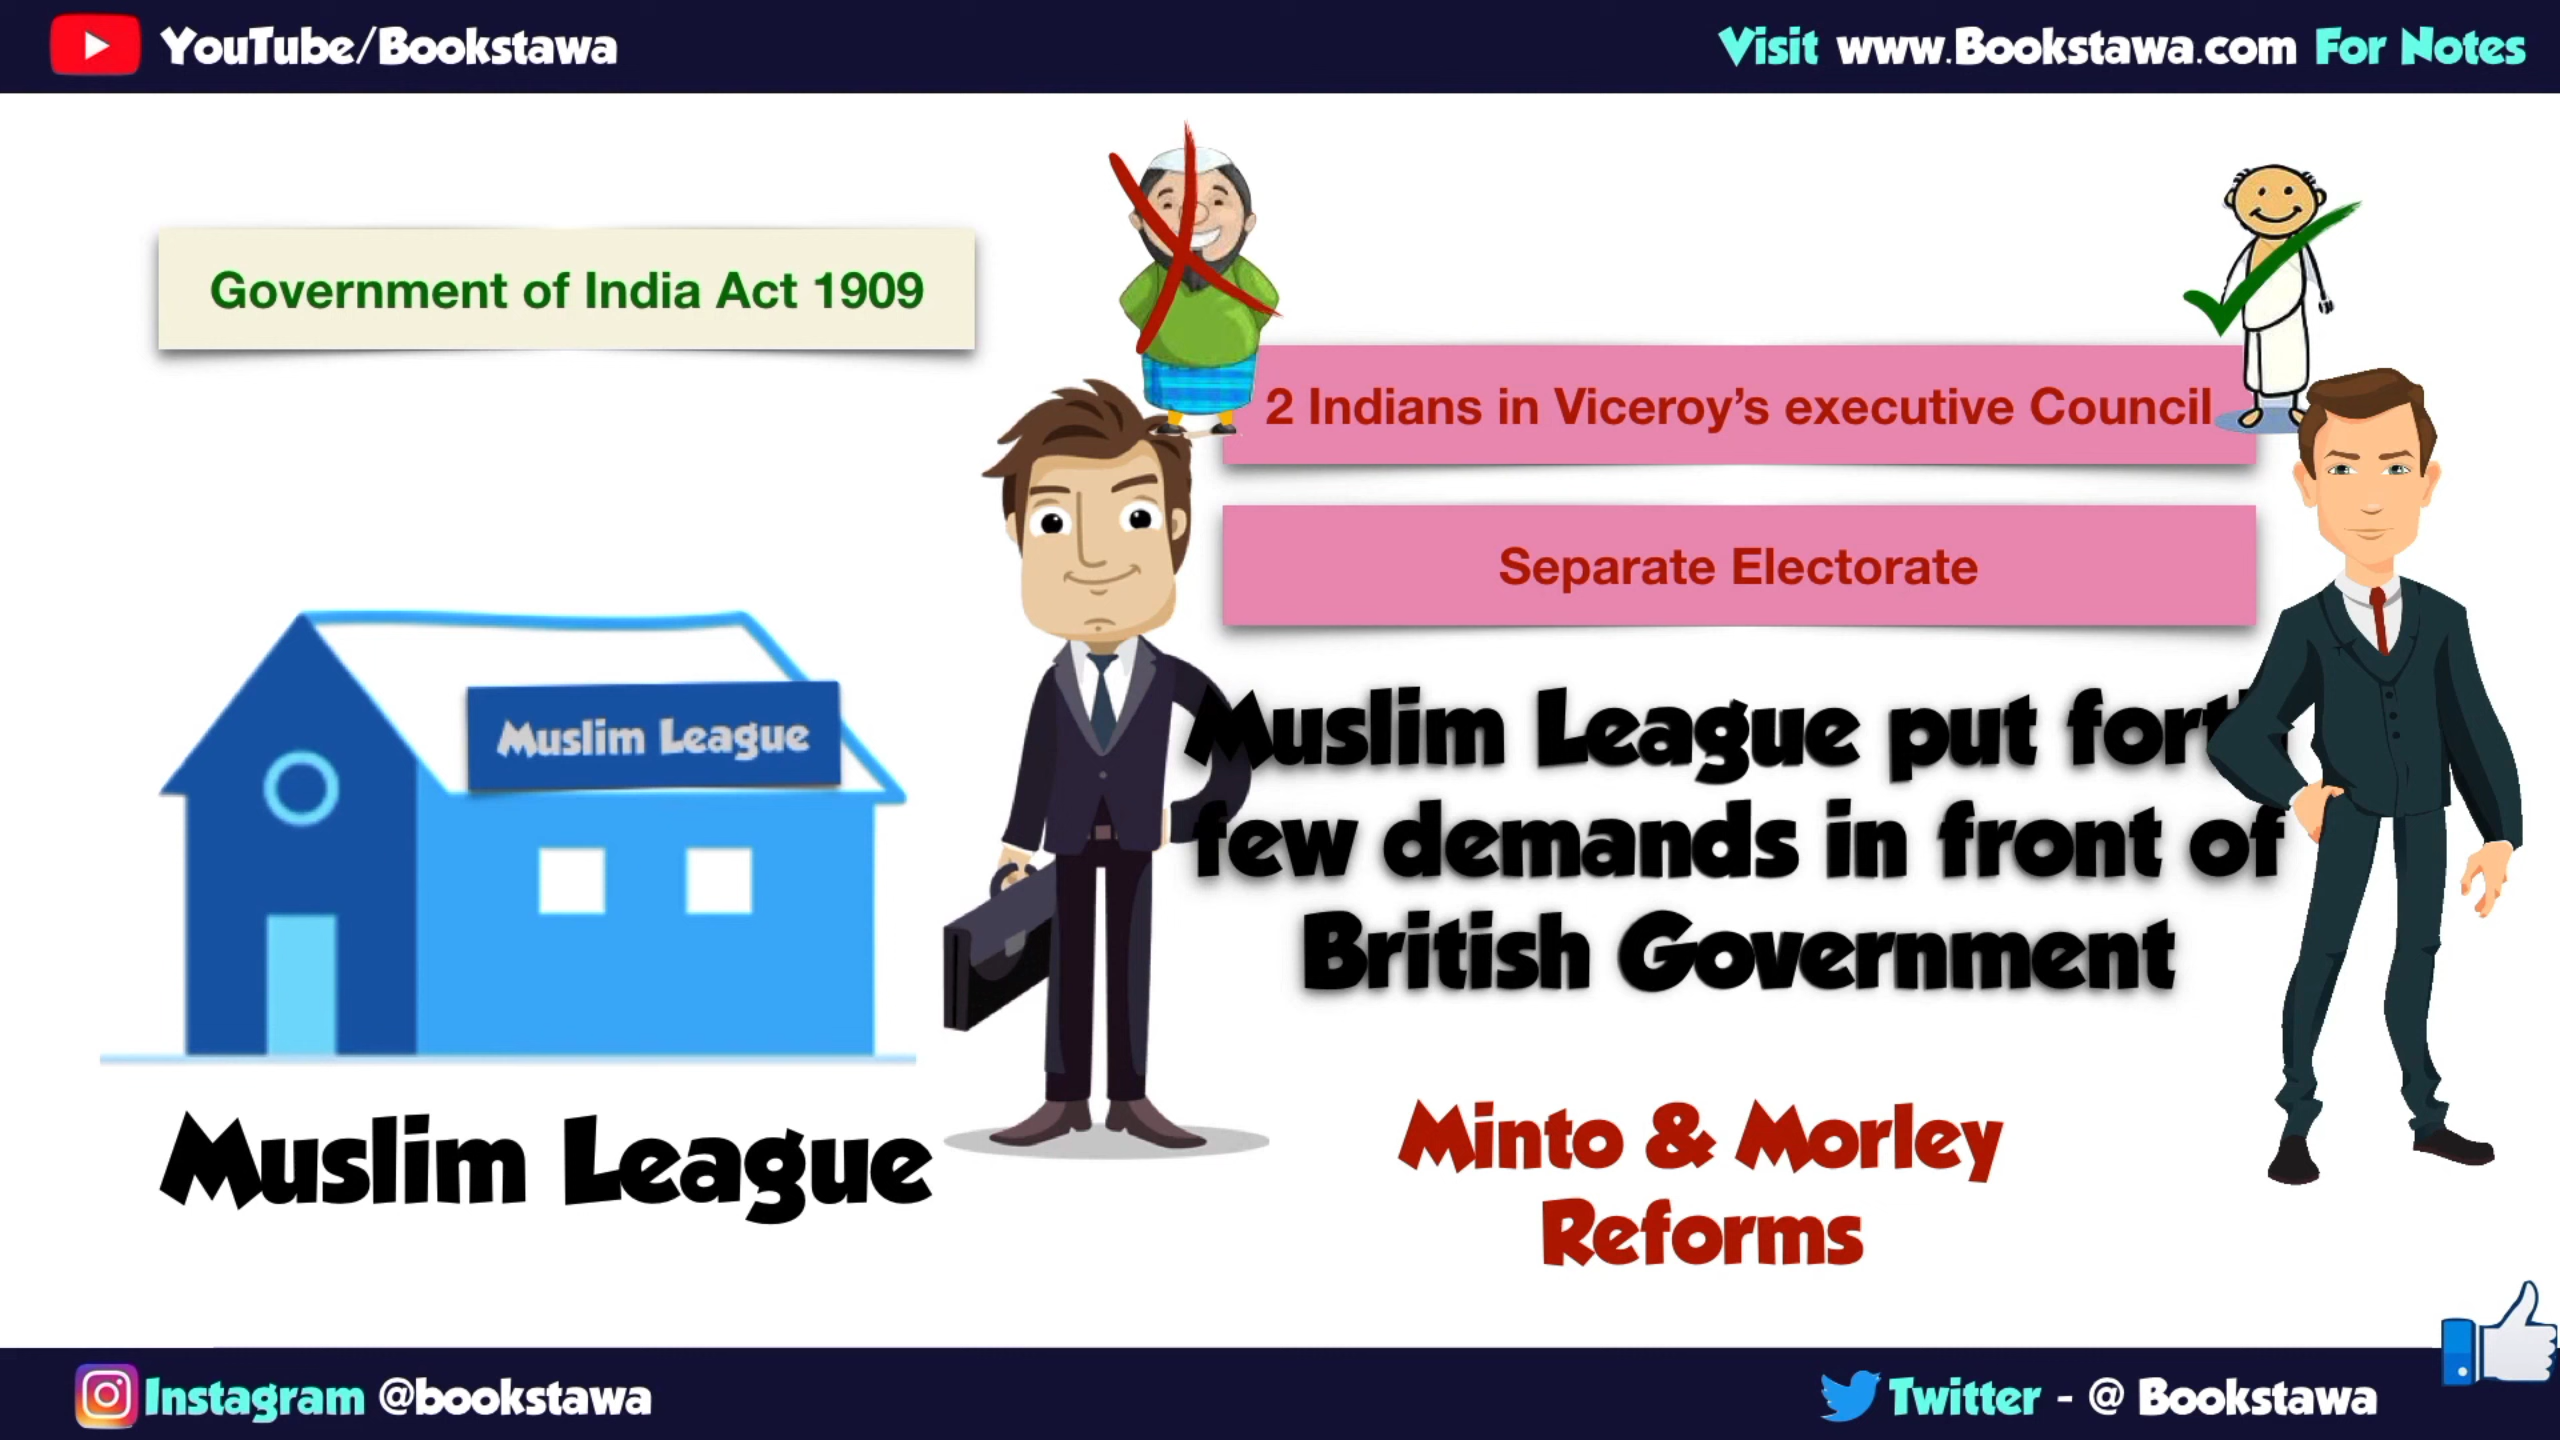 YouTube/Bookstawa
Visit www.Bookstawa.com For Notes
Government of India Act 1909
2 Indians in Viceroy's executive Council
Separate Electorate
Muslim League
Muslim League put forth
few demands in front of
British Government
Muslim League
Minto & Morley
Reforms
Instagram @bookstawa
Twitter - @ Bookstawa